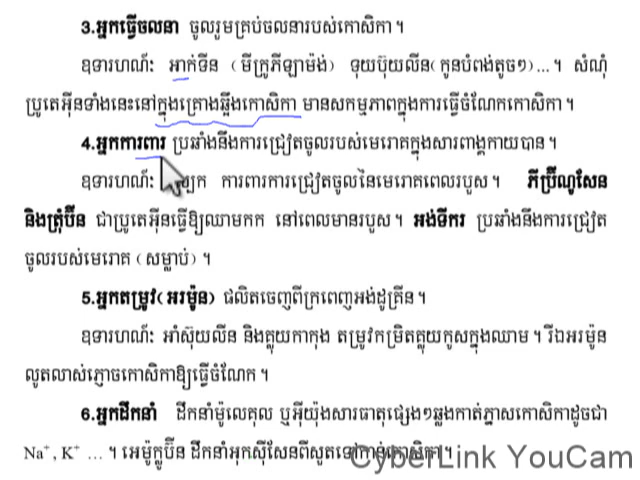 ៣.អ្នកធ្វើចលនា ចូលរួមគ្រប់ចលនារបស់កោសិកា ។
ឧទារហណ៍ៈ អាក់ទីន ( មីក្រូភីឡាម៉ង់ ) ទុយប៊ុយលីន( កូនបំពង់តូចៗ) ... ។ សំណុំ
ប្រូតេអ៊ីនទាំងនេះនៅក្នុងគ្រោងឆ្អឹងកោសិកា មានសកម្មភាពក្នុងការធ្វើចំណែកកោសិកា ។
4.អ្នកការពារ ប្រឆាំងនឹងការជ្រៀតចូលរបស់មេរោគក្នុងសារពាង្គកាយបាន ។
ឧទារហណ៍ៈ ការពារការជ្រៀតចូលនៃមេរោគពេលរបួស ។ ភីប្រ៊ីណូសែន
និងត្រុំប៊ីន ជាប្រូតេអ៊ីនធ្វើឱ្យឈាមកក នៅពេលមានរបួស ។ អង់ទីករ ប្រឆាំងនឹងការជ្រៀត
ចូលរបស់មេរោគ ( សម្លាប់ ) ។
5.អ្នកតម្រូវ( អរម៉ូន) ផលិតចេញពីក្រពេញអង់ដូគ្រីន ។
ឧទារហណ៍ៈ អាំស៊ុយលីន និងគ្លុយកាកុង តម្រូវកម្រិតគ្លុយកូសក្នុងឈាម ។ រីឯអរម៉ូន
លូតលាស់ភ្ញោចកោសិកាឱ្យធ្វើចំណែក ។
6.អ្នកដឹកនាំ ដឹកនាំម៉ូលេគុល ឬអ៊ីយ៉ុងសារធាតុផ្សេងៗឆ្លងកាត់ភ្នាសកោសិកាដូចជា
Na⁺ , K⁺ ... ។ អេម៉ូក្លូប៊ីន ដឹកនាំអុកស៊ីសែនពីសួតទៅកាន់កោសិកា ។
CyberLink YouCam